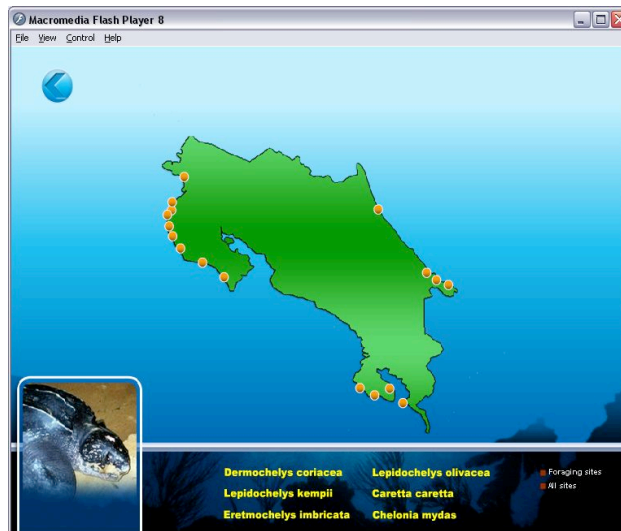 Macromedia Flash Player 8
File View Control Help
Dermochelys coriacea Lepidochelys olivacea
Lepidochelys kempii Caretta caretta
Eretmochelys imbricata Chelonia mydas
Foraging sites
All sites